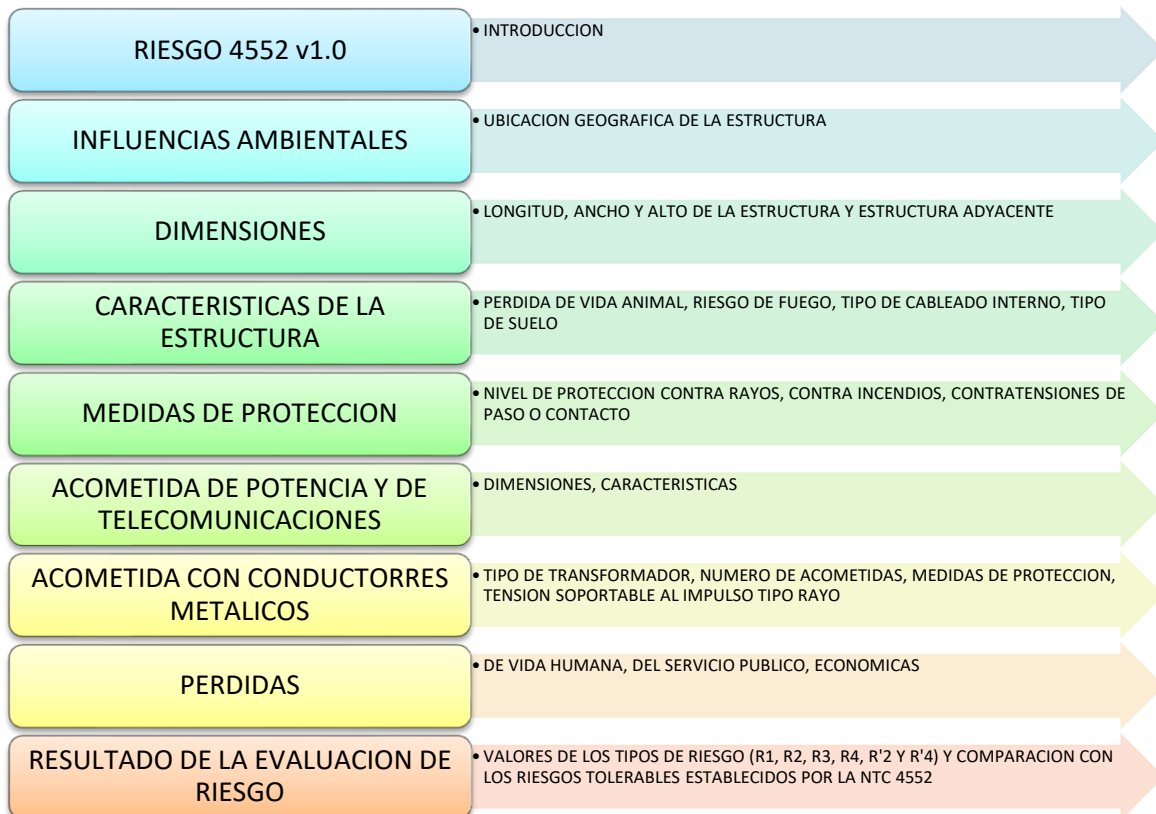 RIESGO 4552 v1.0
• INTRODUCCION
INFLUENCIAS AMBIENTALES
• UBICACION GEOGRAFICA DE LA ESTRUCTURA
DIMENSIONES
• LONGITUD, ANCHO Y ALTO DE LA ESTRUCTURA Y ESTRUCTURA ADYACENTE
CARACTERISTICAS DE LA
ESTRUCTURA
• PERDIDA DE VIDA ANIMAL, RIESGO DE FUEGO, TIPO DE CABLEADO INTERNO, TIPO
DE SUELO
MEDIDAS DE PROTECCION
• NIVEL DE PROTECCION CONTRA RAYOS, CONTRA INCENDIOS, CONTRATENSIONES DE
PASO O CONTACTO
ACOMETIDA DE POTENCIA Y DE
TELECOMUNICACIONES
• DIMENSIONES, CARACTERISTICAS
ACOMETIDA CON CONDUCTORRES
METALICOS
• TIPO DE TRANSFORMADOR, NUMERO DE ACOMETIDAS, MEDIDAS DE PROTECCION,
TENSION SOPORTABLE AL IMPULSO TIPO RAYO
PERDIDAS
• DE VIDA HUMANA, DEL SERVICIO PUBLICO, ECONOMICAS
RESULTADO DE LA EVALUACION DE
RIESGO
• VALORES DE LOS TIPOS DE RIESGO (R1, R2, R3, R4, R'2 Y R'4) Y COMPARACION CON
LOS RIESGOS TOLERABLES ESTABLECIDOS POR LA NTC 4552